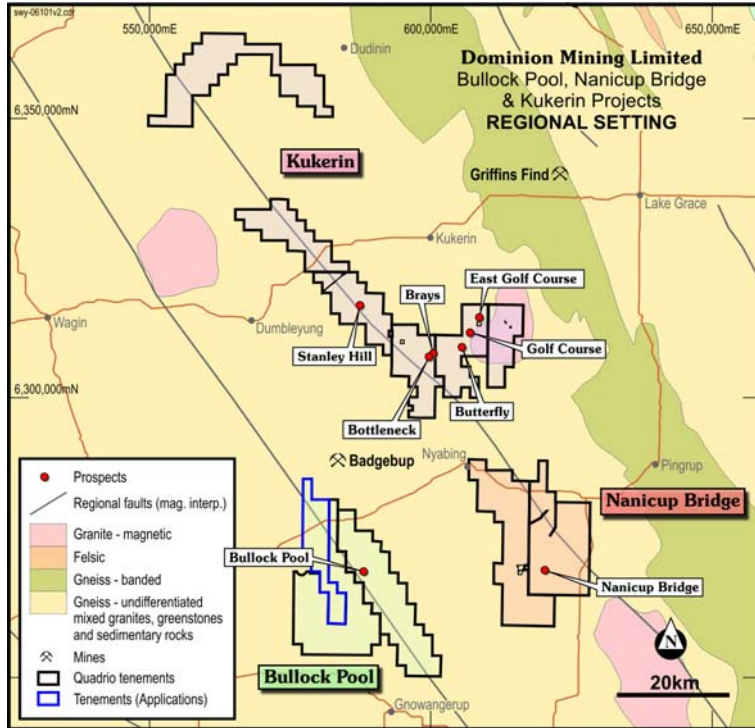 swy-06101v2.cdr
550,000mE
600,000mE
650,000mE
Dudinin
Dominion Mining Limited
Bullock Pool, Nanicup Bridge
& Kukerin Projects
REGIONAL SETTING
6,350,000mN
Kukerin
Griffins Find
Lake Grace
Kukerin
East Golf Course
Brays
Wagin
Dumbleyung
Stanley Hill
Golf Course
6,300,000mN
Bottleneck
Butterfly
Badgebup
Nyabing
Pingrup
Nanicup Bridge
Prospects
Regional faults (mag. interp.)
Granite - magnetic
Felsic
Gneiss - banded
Gneiss - undifferentiated
mixed granites, greenstones
and sedimentary rocks
Mines
Quadrio tenements
Tenements (Applications)
Bullock Pool
Nanicup Bridge
Bullock Pool
Gnowangerup
N
20km